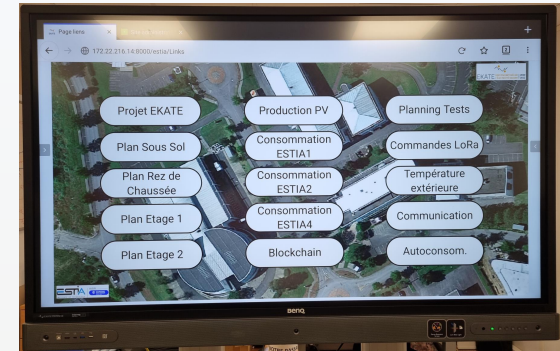 Page liens
172.22.216.14:8000/estia/Links
EKATE
Projet EKATE
Production PV
Planning Tests
Plan Sous Sol
Consommation
ESTIA1
Commandes LoRa
Plan Rez de
Chaussée
Consommation
ESTIA2
Température
extérieure
Plan Etage 1
Consommation
ESTIA4
Communication
Plan Etage 2
Blockchain
Autoconsom.
ESTIA
BenQ